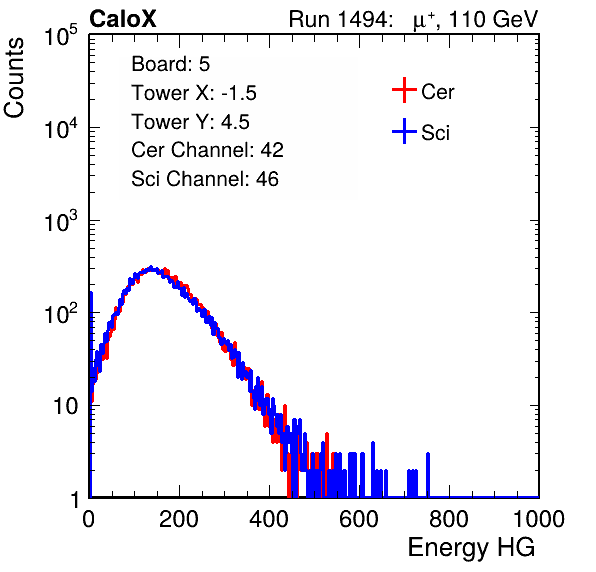 CaloX Run 1494: μ⁺, 110 GeV
Counts
Board: 5
Tower X: -1.5
Tower Y: 4.5
Cer Channel: 42
Sci Channel: 46
Cer
Sci
10⁵
10⁴
10³
10²
10
1
0 200 400 600 800 1000
Energy HG